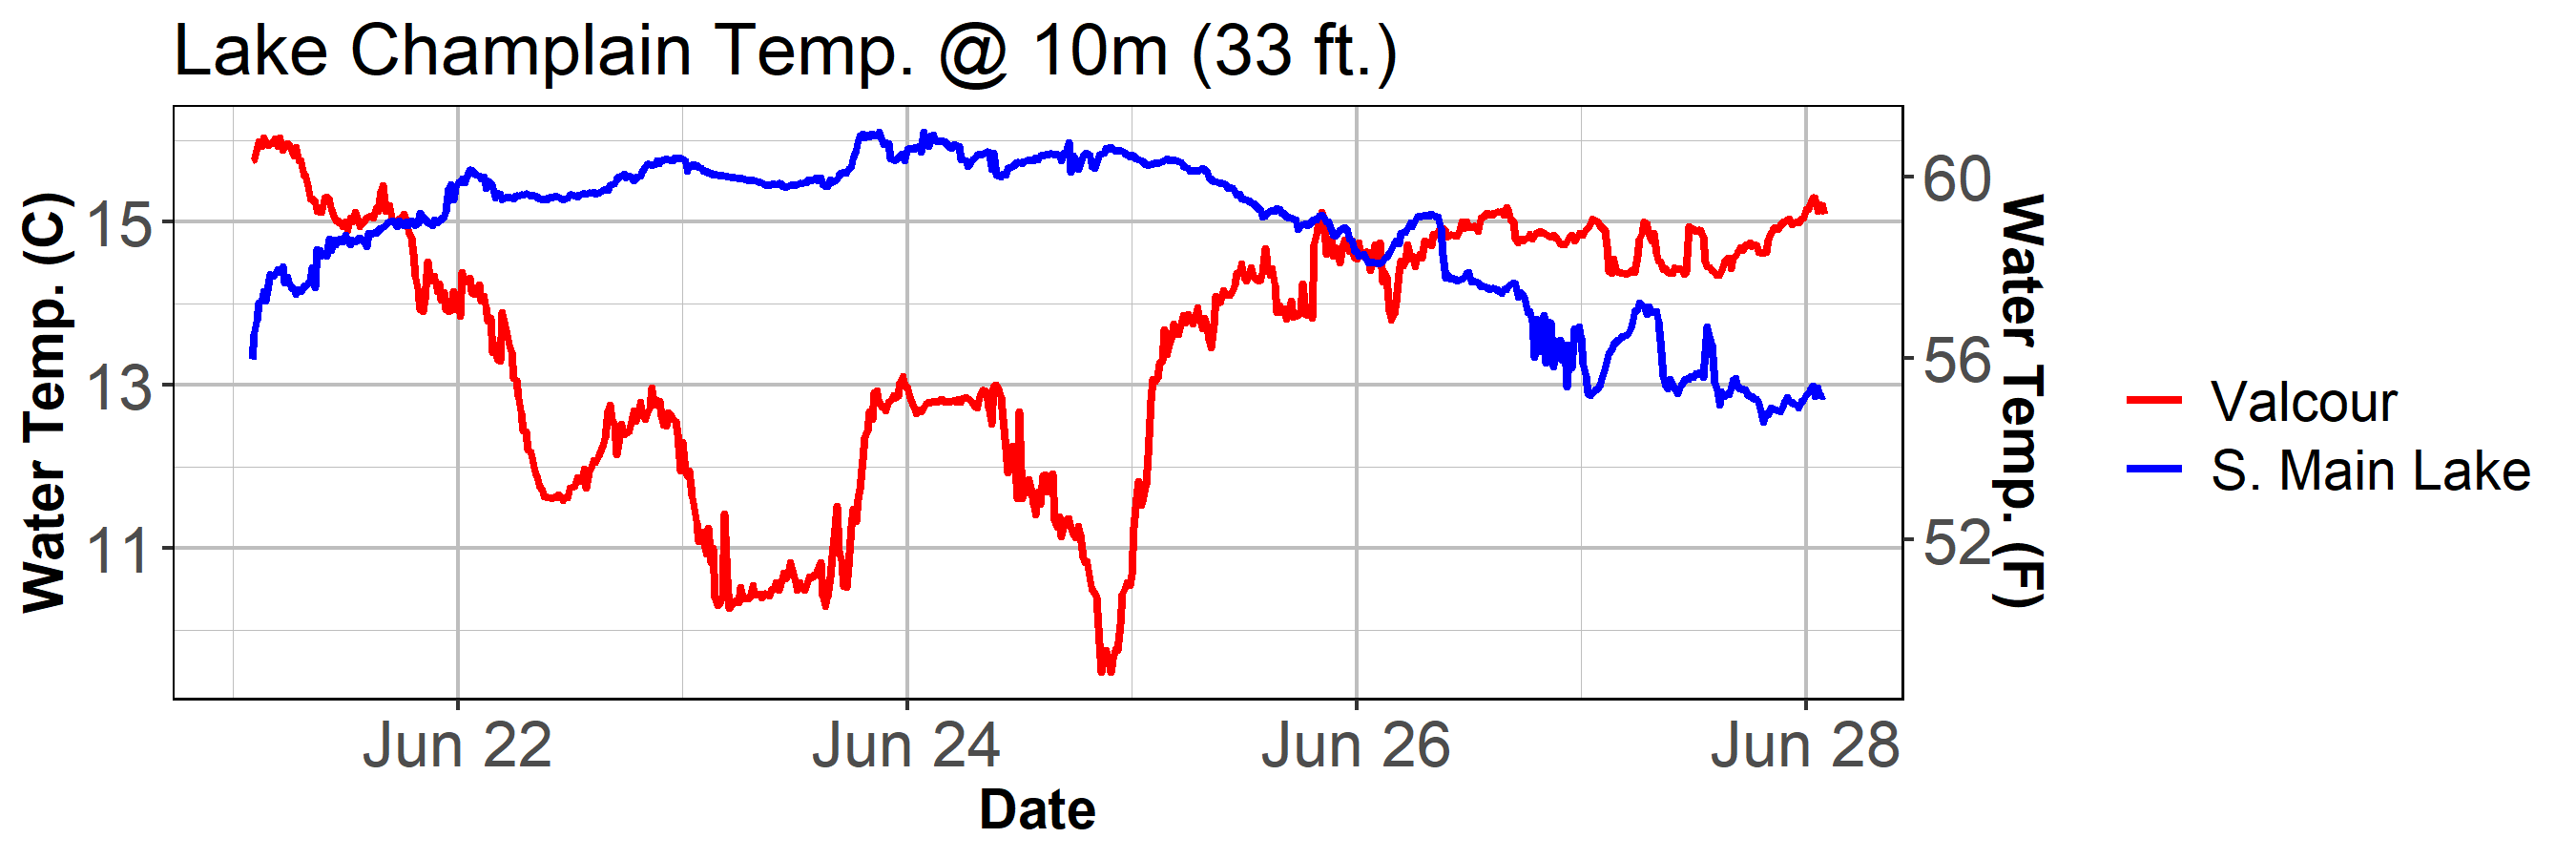 Lake Champlain Temp. @ 10m (33 ft.)
Water Temp. (C)
15
13
11
60
56
52
Water Temp. (F)
Jun 22
Jun 24
Jun 26
Jun 28
Date
Valcour
S. Main Lake